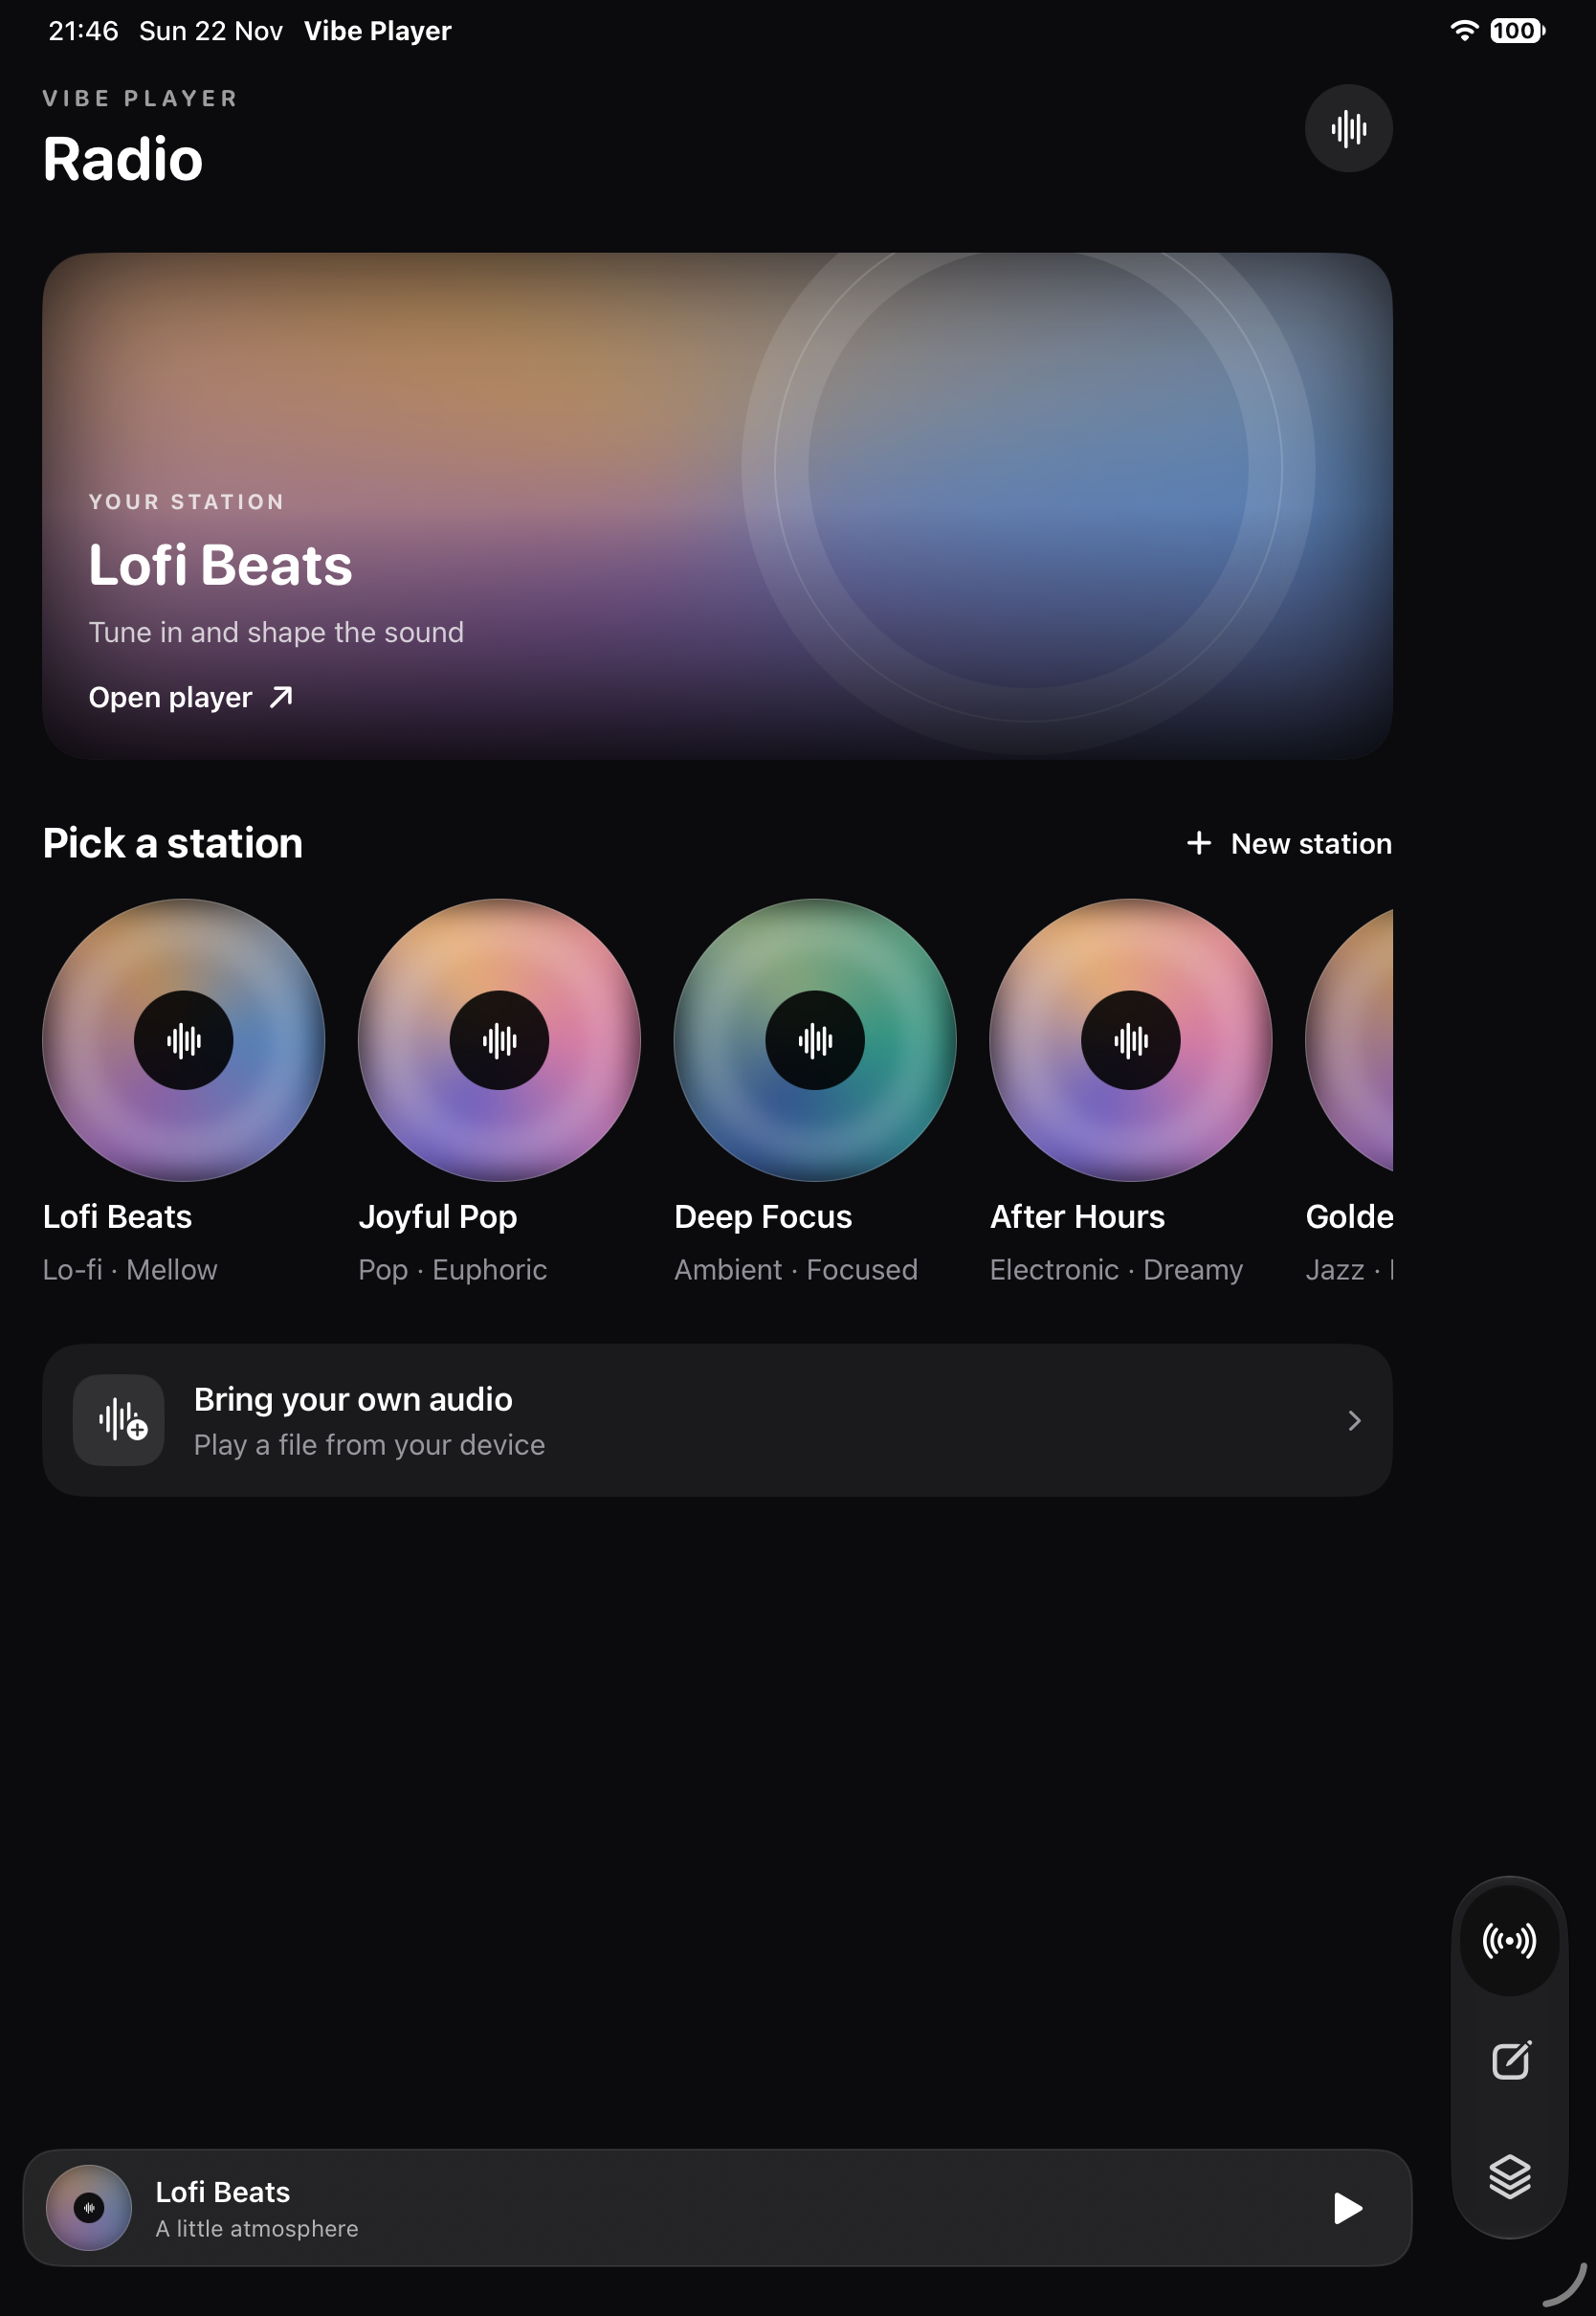 21:46 Sun 22 Nov Vibe Player
100
VIBE PLAYER
Radio
YOUR STATION
Lofi Beats
Tune in and shape the sound
Open player
Pick a station
New station
Lofi Beats
Joyful Pop
Deep Focus
After Hours
Golde
Lo-fi · Mellow
Pop · Euphoric
Ambient · Focused
Electronic · Dreamy
Jazz ·
Bring your own audio
Play a file from your device
Lofi Beats
A little atmosphere